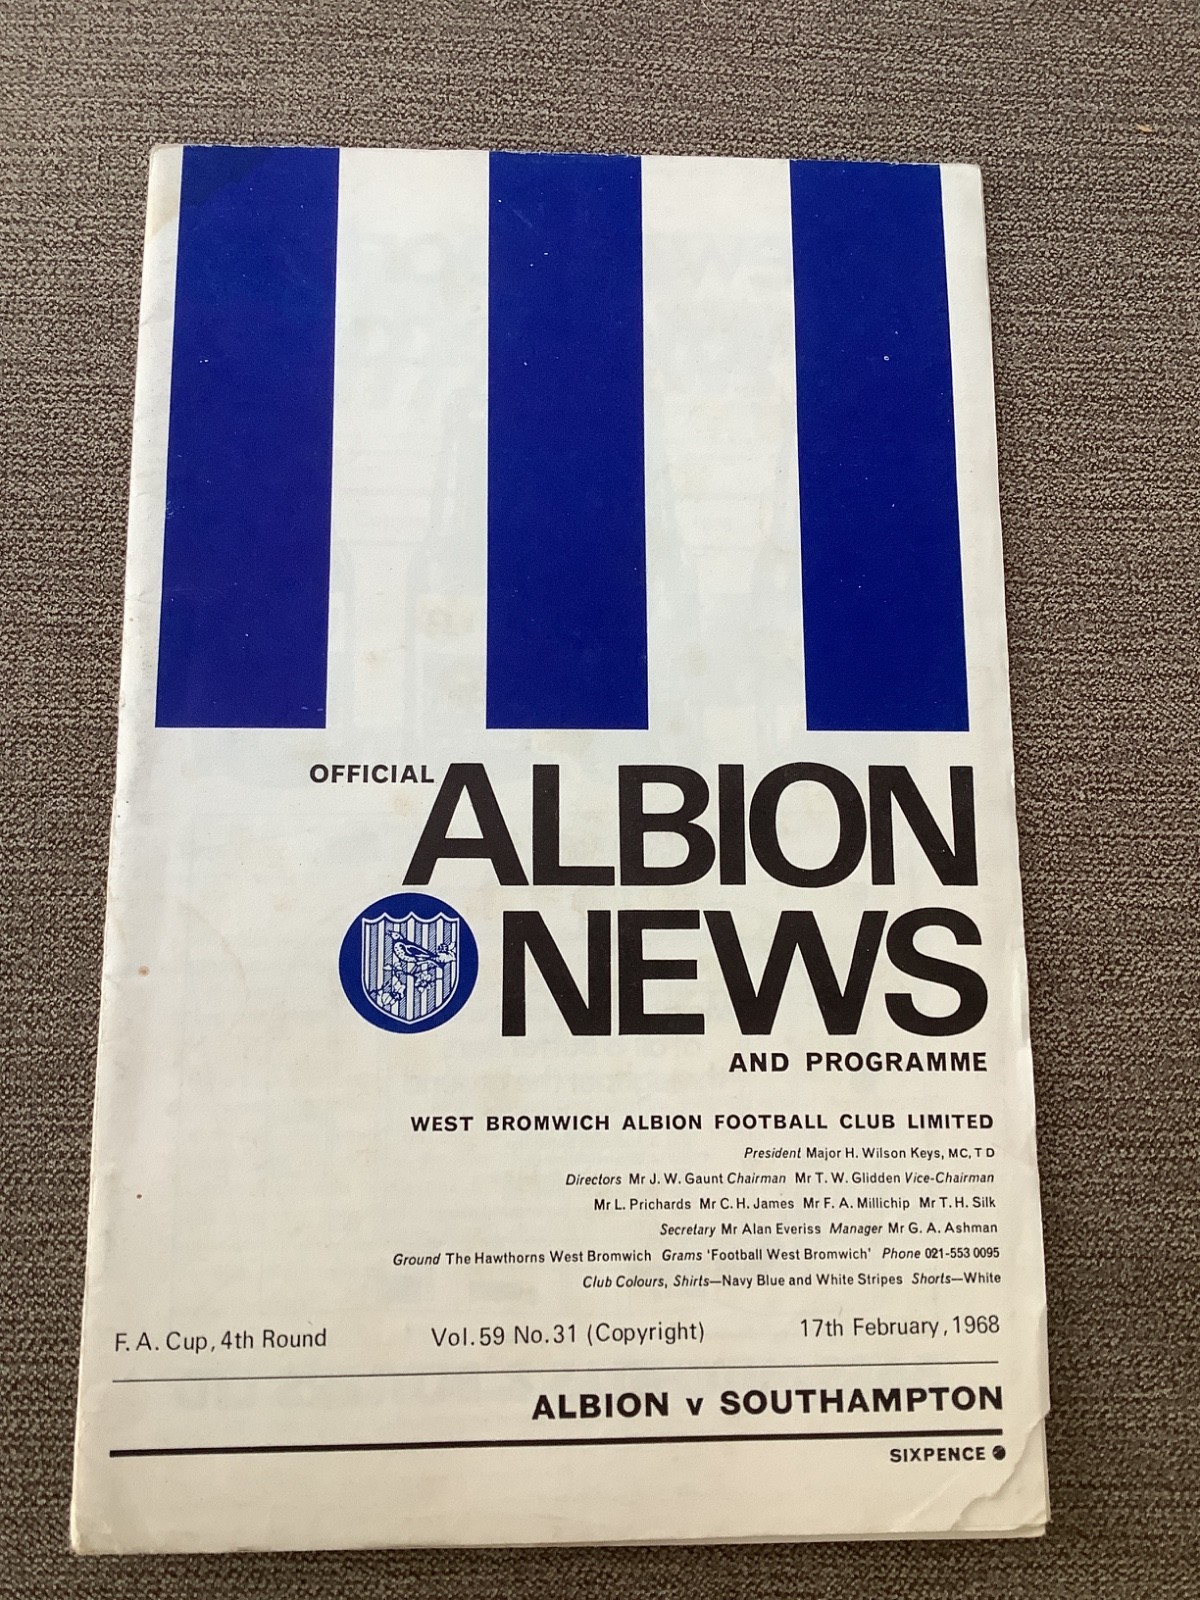 OFFICIAL ALBION
NEWS
AND PROGRAMME
WEST BROMWICH ALBION FOOTBALL CLUB LIMITED
President Major H. Wilson Keys, MC, T D
Directors Mr J. W. Gaunt Chairman Mr T. W. Glidden Vice-Chairman
Mr L. Prichards Mr C. H. James Mr F. A. Millichip Mr T. H. Silk
Secretary Mr Alan Everiss Manager Mr G. A. Ashman
Ground The Hawthorns West Bromwich Grams 'Football West Bromwich' Phone 021-553 0095
Club Colours, Shirts—Navy Blue and White Stripes Shorts—White
F. A. Cup, 4th Round Vol. 59 No. 31 (Copyright) 17th February, 1968
ALBION v SOUTHAMPTON
SIXPENCE